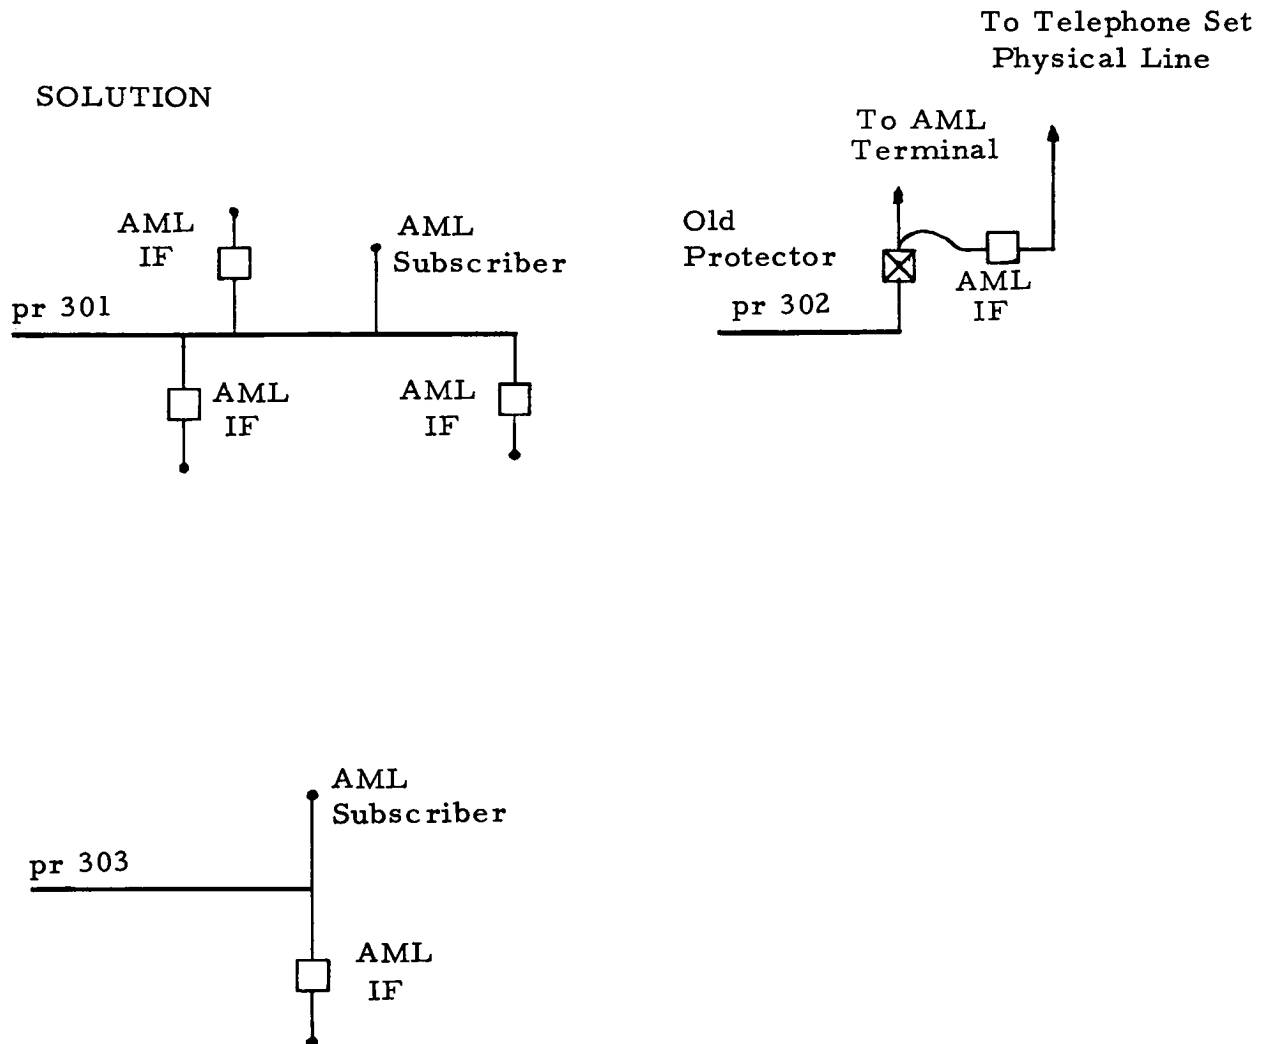 To Telephone Set
Physical Line
SOLUTION
To AML
Terminal
AML
IF
AML
Subscriber
Old
Protector
AML
IF
pr 301
pr 302
AML
IF
AML
IF
AML
Subscriber
pr 303
AML
IF